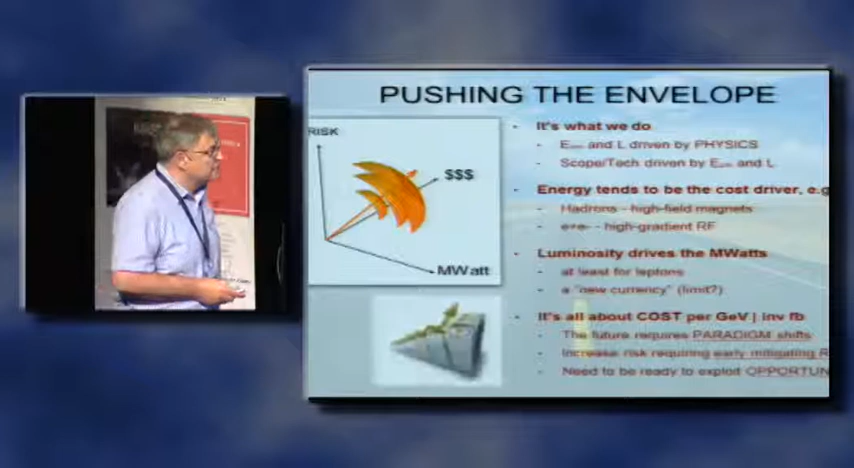 PUSHING THE ENVELOPE
RISK
$$$
MWatt
It's what we do
E and L driven by PHYSICS
Scope/Tech driven by E and L
Energy tends to be the cost driver, e.g
Hadrons - high-field magnets
e+e- - high-gradient RF
Luminosity drives the MWatts
at least for leptons
a "new currency" (limit?)
It's all about COST per GeV | inv fb
The future requires PARADIGM shifts
Increase risk requiring early mitigating R
Need to be ready to exploit OPPORTUN